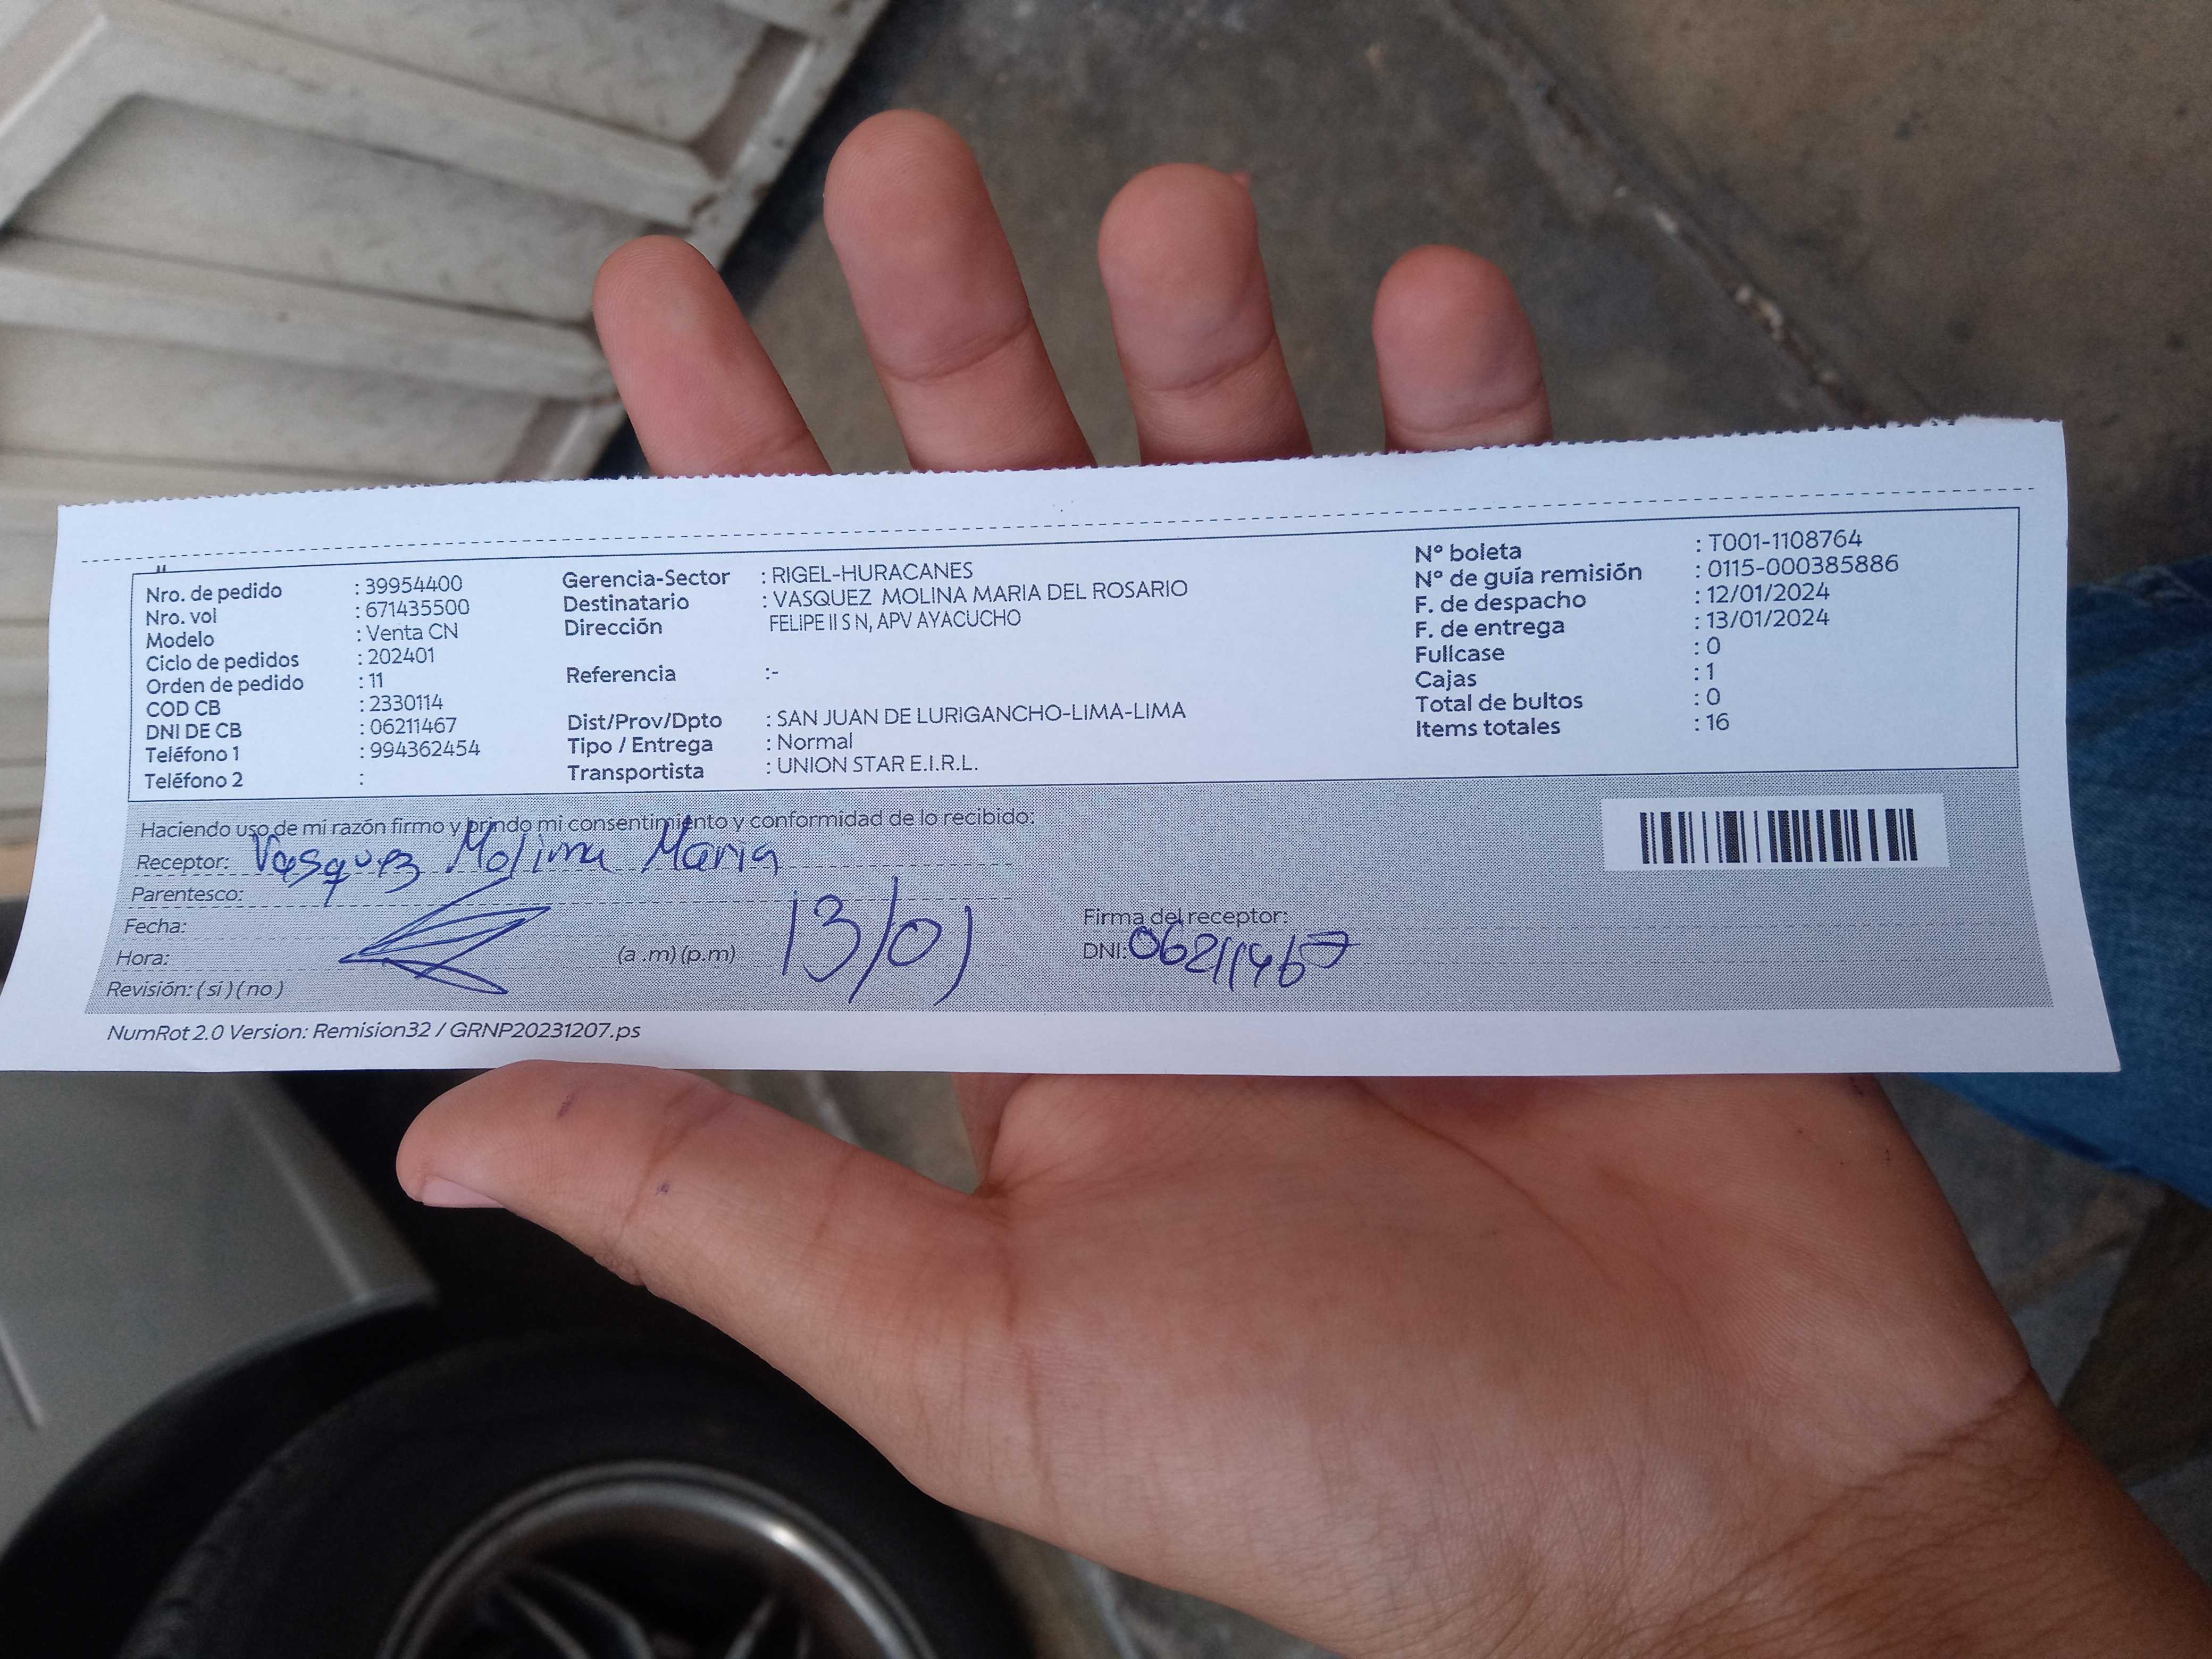 Nro. de pedido : 39954400
Nro. vol : 671435500
Modelo : Venta CN
Ciclo de pedidos : 202401
Orden de pedido : 11
COD CB : 2330114
DNI DE CB : 06211467
Teléfono 1 : 994362454
Teléfono 2 :
Gerencia-Sector : RIGEL-HURACANES
Destinatario : VASQUEZ MOLINA MARIA DEL ROSARIO
Dirección FELIPE II S N, APV AYACUCHO
Referencia :-
Dist/Prov/Dpto : SAN JUAN DE LURIGANCHO-LIMA-LIMA
Tipo / Entrega : Normal
Transportista : UNION STAR E.I.R.L.
Nº boleta : T001-1108764
Nº de guía remisión : 0115-000385886
F. de despacho : 12/01/2024
F. de entrega : 13/01/2024
Fullcase : 0
Cajas : 1
Total de bultos : 0
Items totales : 16
Haciendo uso de mi razón firmo y brindo mi consentimiento y conformidad de lo recibido:
Receptor: Vasquez Molina Maria
Parentesco:
Fecha:
Hora: (a .m) (p.m) 13/01
Revisión: ( si ) ( no )
Firma del receptor:
DNI: 06211467
NumRot 2.0 Version: Remision32 / GRNP20231207.ps